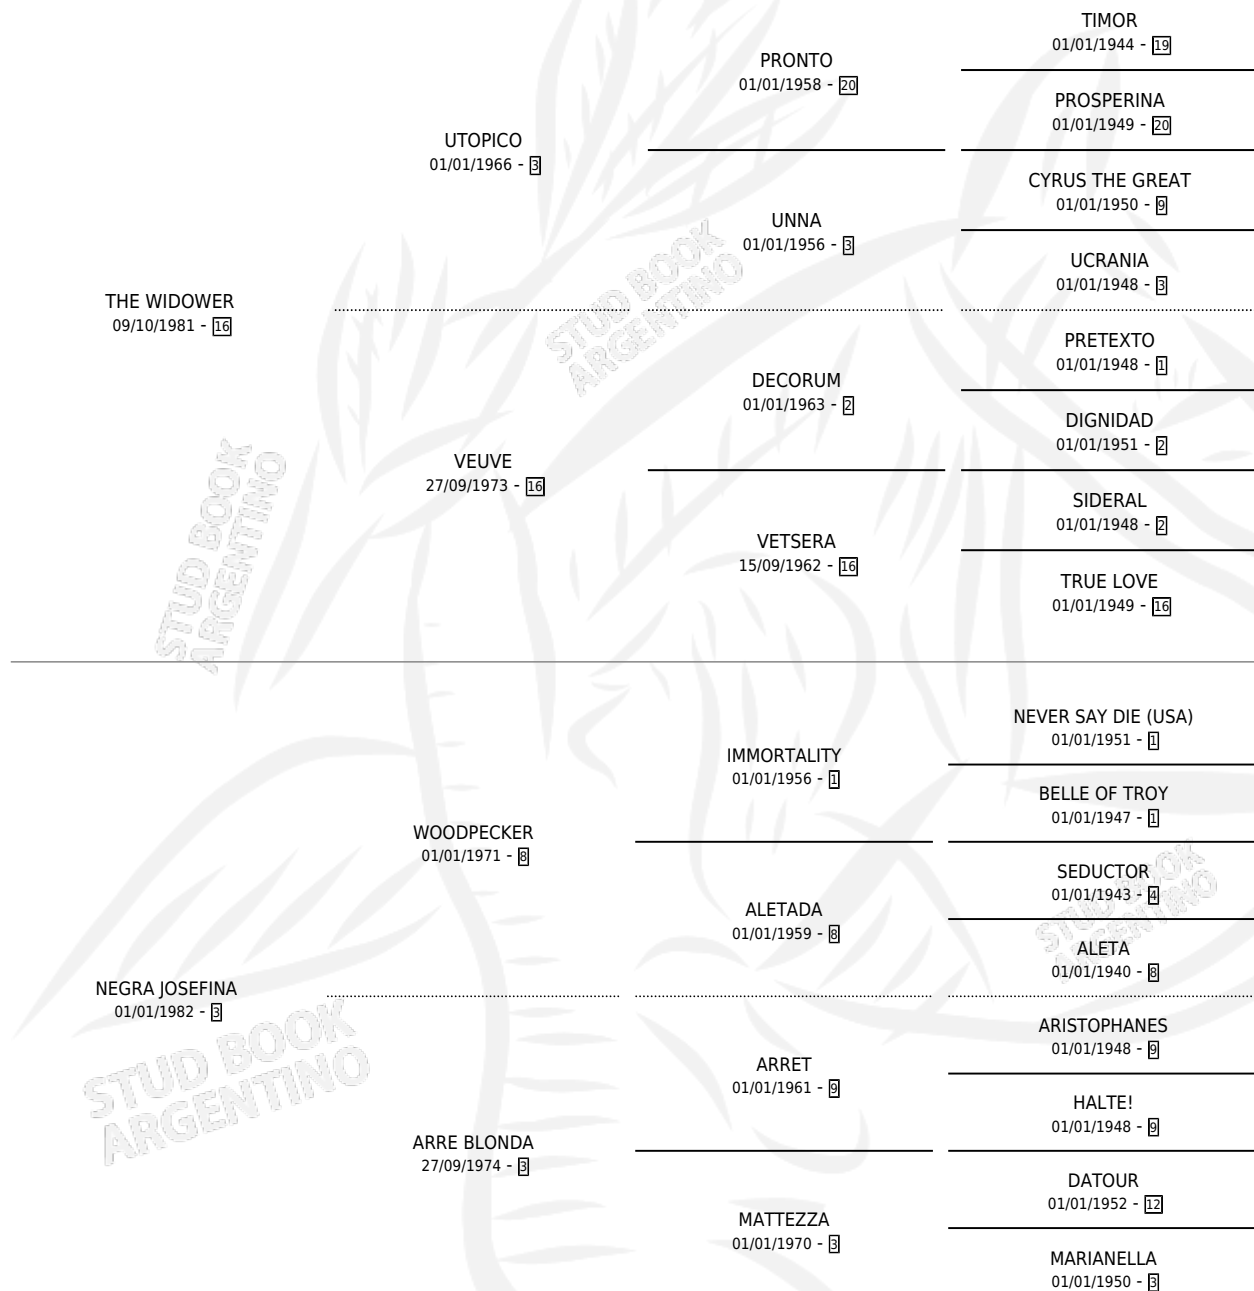 TIMOR
01/01/1944 - 19
PRONTO
01/01/1958 - 20
PROSPERINA
01/01/1949 - 20
UTOPICO
01/01/1966 - 3
CYRUS THE GREAT
01/01/1950 - 9
UNNA
01/01/1956 - 3
UCRANIA
01/01/1948 - 3
THE WIDOWER
09/10/1981 - 16
PRETEXTO
01/01/1948 - 1
DECORUM
01/01/1963 - 2
DIGNIDAD
01/01/1951 - 2
VEUVE
27/09/1973 - 16
SIDERAL
01/01/1948 - 2
VETSERA
15/09/1962 - 16
TRUE LOVE
01/01/1949 - 16
STUD BOOK
ARGENTINO
STUD BOOK
ARGENTINO
NEVER SAY DIE (USA)
01/01/1951 - 1
IMMORTALITY
01/01/1956 - 1
BELLE OF TROY
01/01/1947 - 1
WOODPECKER
01/01/1971 - 8
SEDUCTOR
01/01/1943 - 4
ALETADA
01/01/1959 - 8
ALETA
01/01/1940 - 8
NEGRA JOSEFINA
01/01/1982 - 3
ARISTOPHANES
01/01/1948 - 9
ARRET
01/01/1961 - 9
HALTE!
01/01/1948 - 9
ARRE BLONDA
27/09/1974 - 3
DATOUR
01/01/1952 - 12
MATTEZZA
01/01/1970 - 3
MARIANELLA
01/01/1950 - 3
STUD BOOK
ARGENTINO
STUD BOOK
ARGENTINO